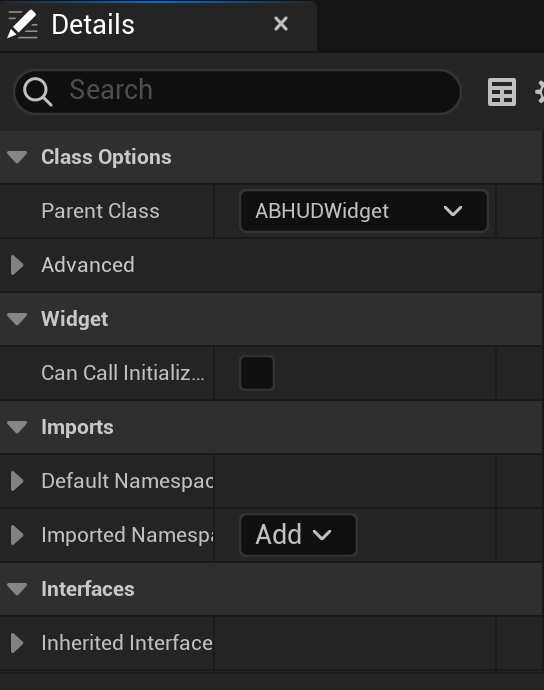 Details
Search
Class Options
Parent Class ABHUDWidget
Advanced
Widget
Can Call Initializ...
Imports
Default Namespac
Imported Namespa Add
Interfaces
Inherited Interface